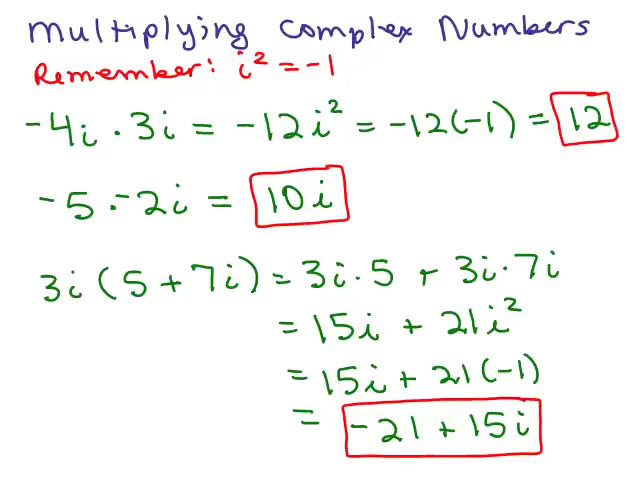 Multiplying Complex Numbers
Remember: i² = -1
-4i · 3i = -12i² = -12(-1) = 12
-5 · -2i = 10i
3i (5 + 7i) = 3i · 5 + 3i · 7i
= 15i + 21i²
= 15i + 21(-1)
= -21 + 15i